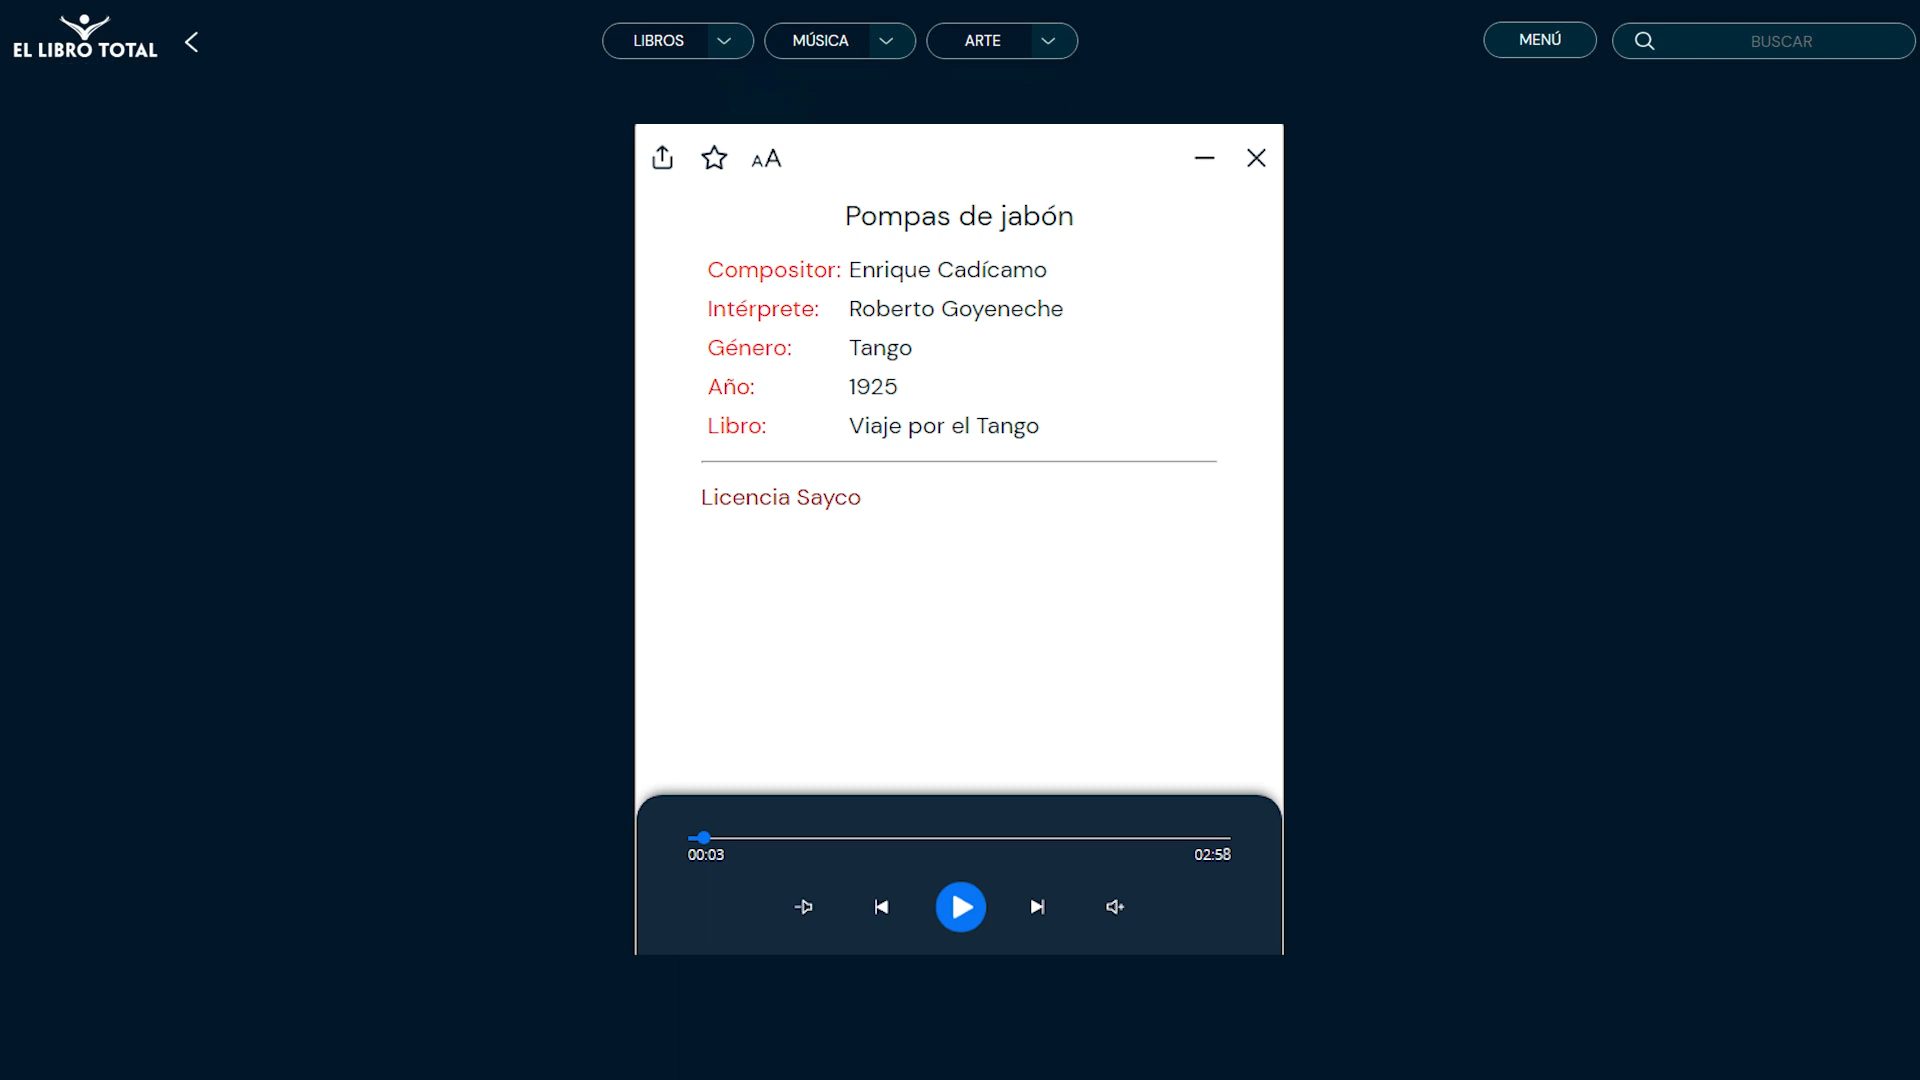 EL LIBRO TOTAL
LIBROS
MÚSICA
ARTE
MENÚ
BUSCAR
AA
Pompas de jabón
Compositor: Enrique Cadícamo
Intérprete: Roberto Goyeneche
Género: Tango
Año: 1925
Libro: Viaje por el Tango
Licencia Sayco
00:03
02:58